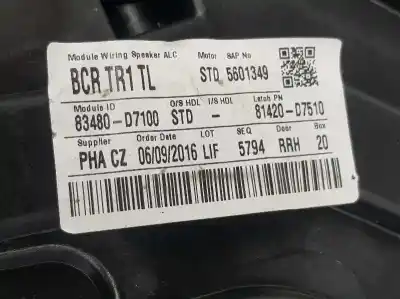 Module Wiring Speaker ALC Motor SAP No
BCR TR1 TL STD 5601349
Module ID O/S HDL I/S HDL Latch PN
83480-D7100 STD - 81420-D7510
Supplier Order Date LOT SEQ Door Box
PHA CZ 06/09/2016 LIF 5794 RRH 20